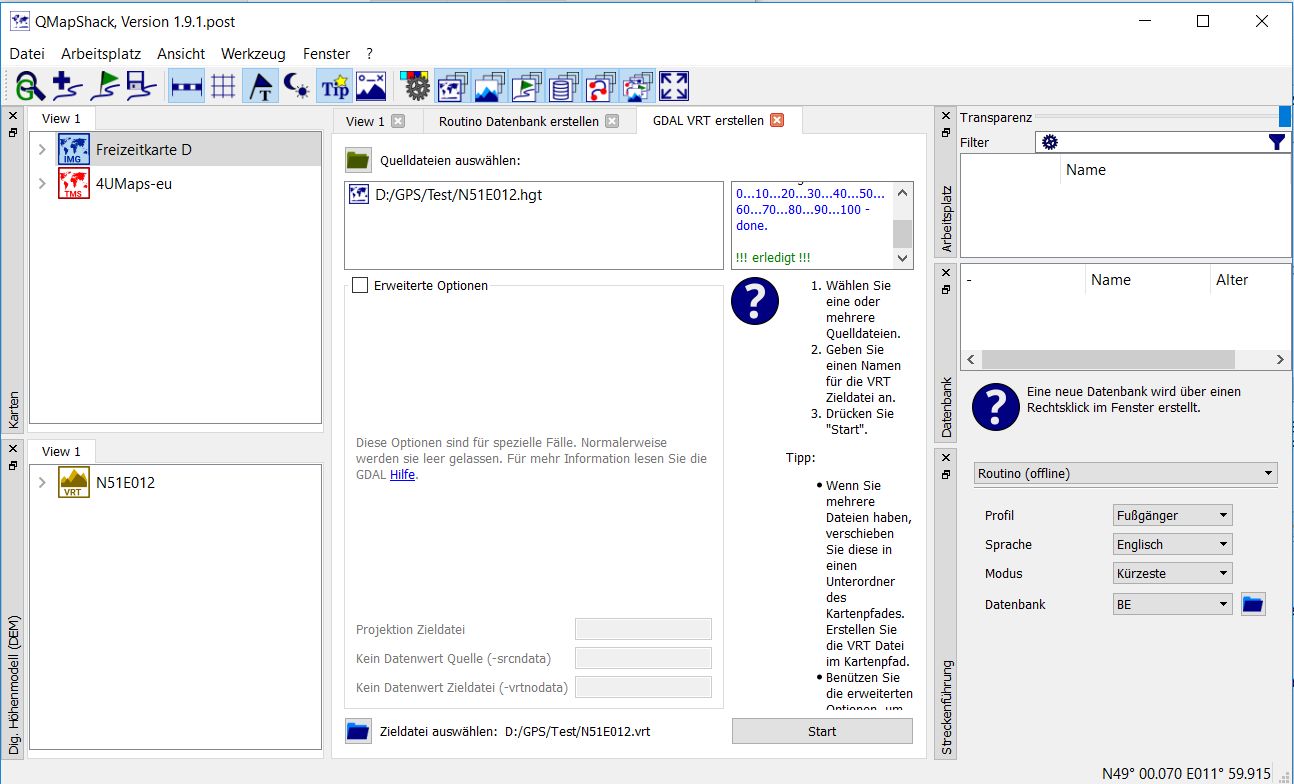 QMapShack, Version 1.9.1.post
Datei Arbeitsplatz Ansicht Werkzeug Fenster ?
Tip
View 1
Karten
IMG Freizeitkarte D
TMS 4UMaps-eu
View 1
Dig. Höhenmodell (DEM)
VRT N51E012
View 1 Routino Datenbank erstellen GDAL VRT erstellen
Quelldateien auswählen:
D:/GPS/Test/N51E012.hgt
0...10...20...30...40...50...
60...70...80...90...100 -
done.
!!! erledigt !!!
Erweiterte Optionen
Diese Optionen sind für spezielle Fälle. Normalerweise
werden sie leer gelassen. Für mehr Information lesen Sie die
GDAL Hilfe.
Projektion Zieldatei
Kein Datenwert Quelle (-srcndata)
Kein Datenwert Zieldatei (-vrtnodata)
Zieldatei auswählen: D:/GPS/Test/N51E012.vrt
?
1. Wählen Sie
eine oder
mehrere
Quelldateien.
2. Geben Sie
einen Namen
für die VRT
Zieldatei an.
3. Drücken Sie
"Start".
Tipp:
• Wenn Sie
mehrere
Dateien haben,
verschieben
Sie diese in
einen
Unterordner
des
Kartenpfades.
Erstellen Sie
die VRT Datei
im Kartenpfad.
• Benützen Sie
die erweiterten
Optionen, um
Start
Transparenz
Filter
Name
Arbeitsplatz
- Name Alter
Datenbank
?
Eine neue Datenbank wird über einen
Rechtsklick im Fenster erstellt.
Streckenführung
Routino (offline)
Profil Fußgänger
Sprache Englisch
Modus Kürzeste
Datenbank BE
N49° 00.070 E011° 59.915